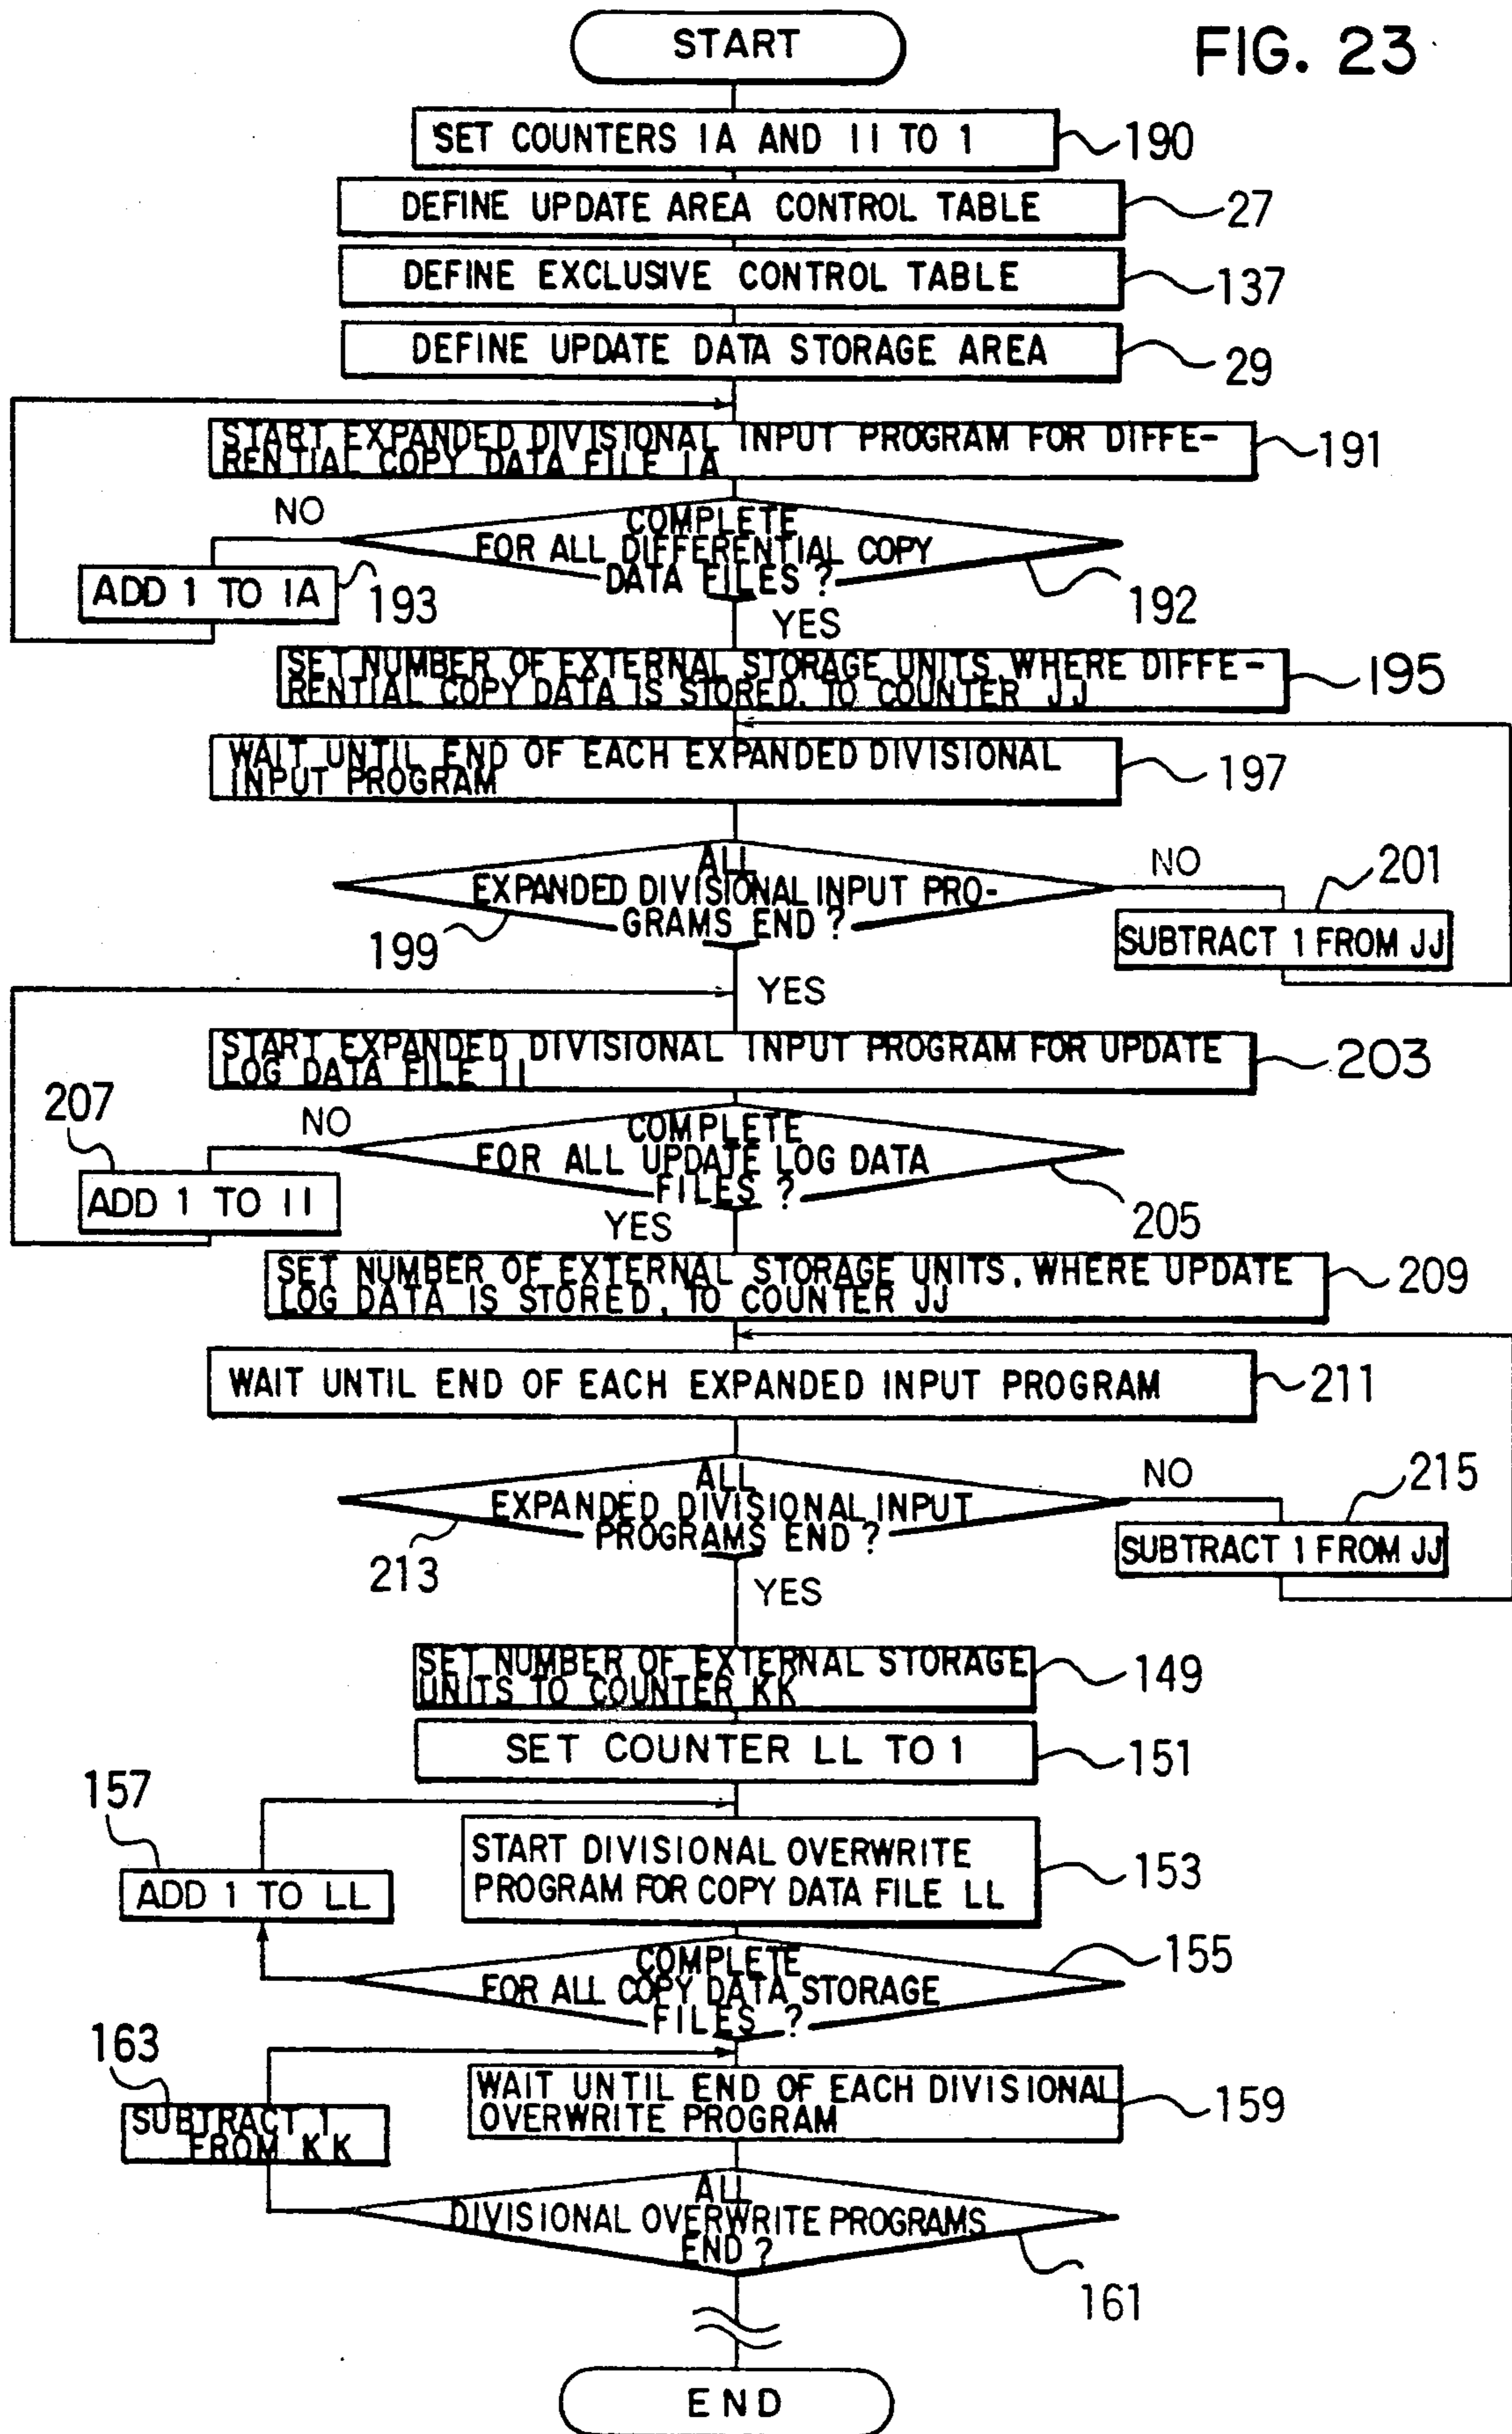 FIG. 23
START
SET COUNTERS IA AND II TO 1
190
DEFINE UPDATE AREA CONTROL TABLE
27
DEFINE EXCLUSIVE CONTROL TABLE
137
DEFINE UPDATE DATA STORAGE AREA
29
START EXPANDED DIVISIONAL INPUT PROGRAM FOR DIFFE-
RENTIAL COPY DATA FILE IA
191
NO
COMPLETE
FOR ALL DIFFERENTIAL COPY
DATA FILES ?
192
ADD 1 TO IA
193
YES
SET NUMBER OF EXTERNAL STORAGE UNITS, WHERE DIFFE-
RENTIAL COPY DATA IS STORED, TO COUNTER JJ
195
WAIT UNTIL END OF EACH EXPANDED DIVISIONAL
INPUT PROGRAM
197
ALL
EXPANDED DIVISIONAL INPUT PRO-
GRAMS END ?
199
NO
201
SUBTRACT 1 FROM JJ
YES
START EXPANDED DIVISIONAL INPUT PROGRAM FOR UPDATE
LOG DATA FILE II
203
207
NO
COMPLETE
FOR ALL UPDATE LOG DATA
FILES ?
205
ADD 1 TO II
YES
SET NUMBER OF EXTERNAL STORAGE UNITS, WHERE UPDATE
LOG DATA IS STORED, TO COUNTER JJ
209
WAIT UNTIL END OF EACH EXPANDED INPUT PROGRAM
211
ALL
EXPANDED DIVISIONAL INPUT
PROGRAMS END ?
213
NO
215
SUBTRACT 1 FROM JJ
YES
SET NUMBER OF EXTERNAL STORAGE
UNITS TO COUNTER KK
149
SET COUNTER LL TO 1
151
157
ADD 1 TO LL
START DIVISIONAL OVERWRITE
PROGRAM FOR COPY DATA FILE LL
153
COMPLETE
FOR ALL COPY DATA STORAGE
FILES ?
155
163
SUBTRACT 1
FROM KK
WAIT UNTIL END OF EACH DIVISIONAL
OVERWRITE PROGRAM
159
ALL
DIVISIONAL OVERWRITE PROGRAMS
END ?
161
END